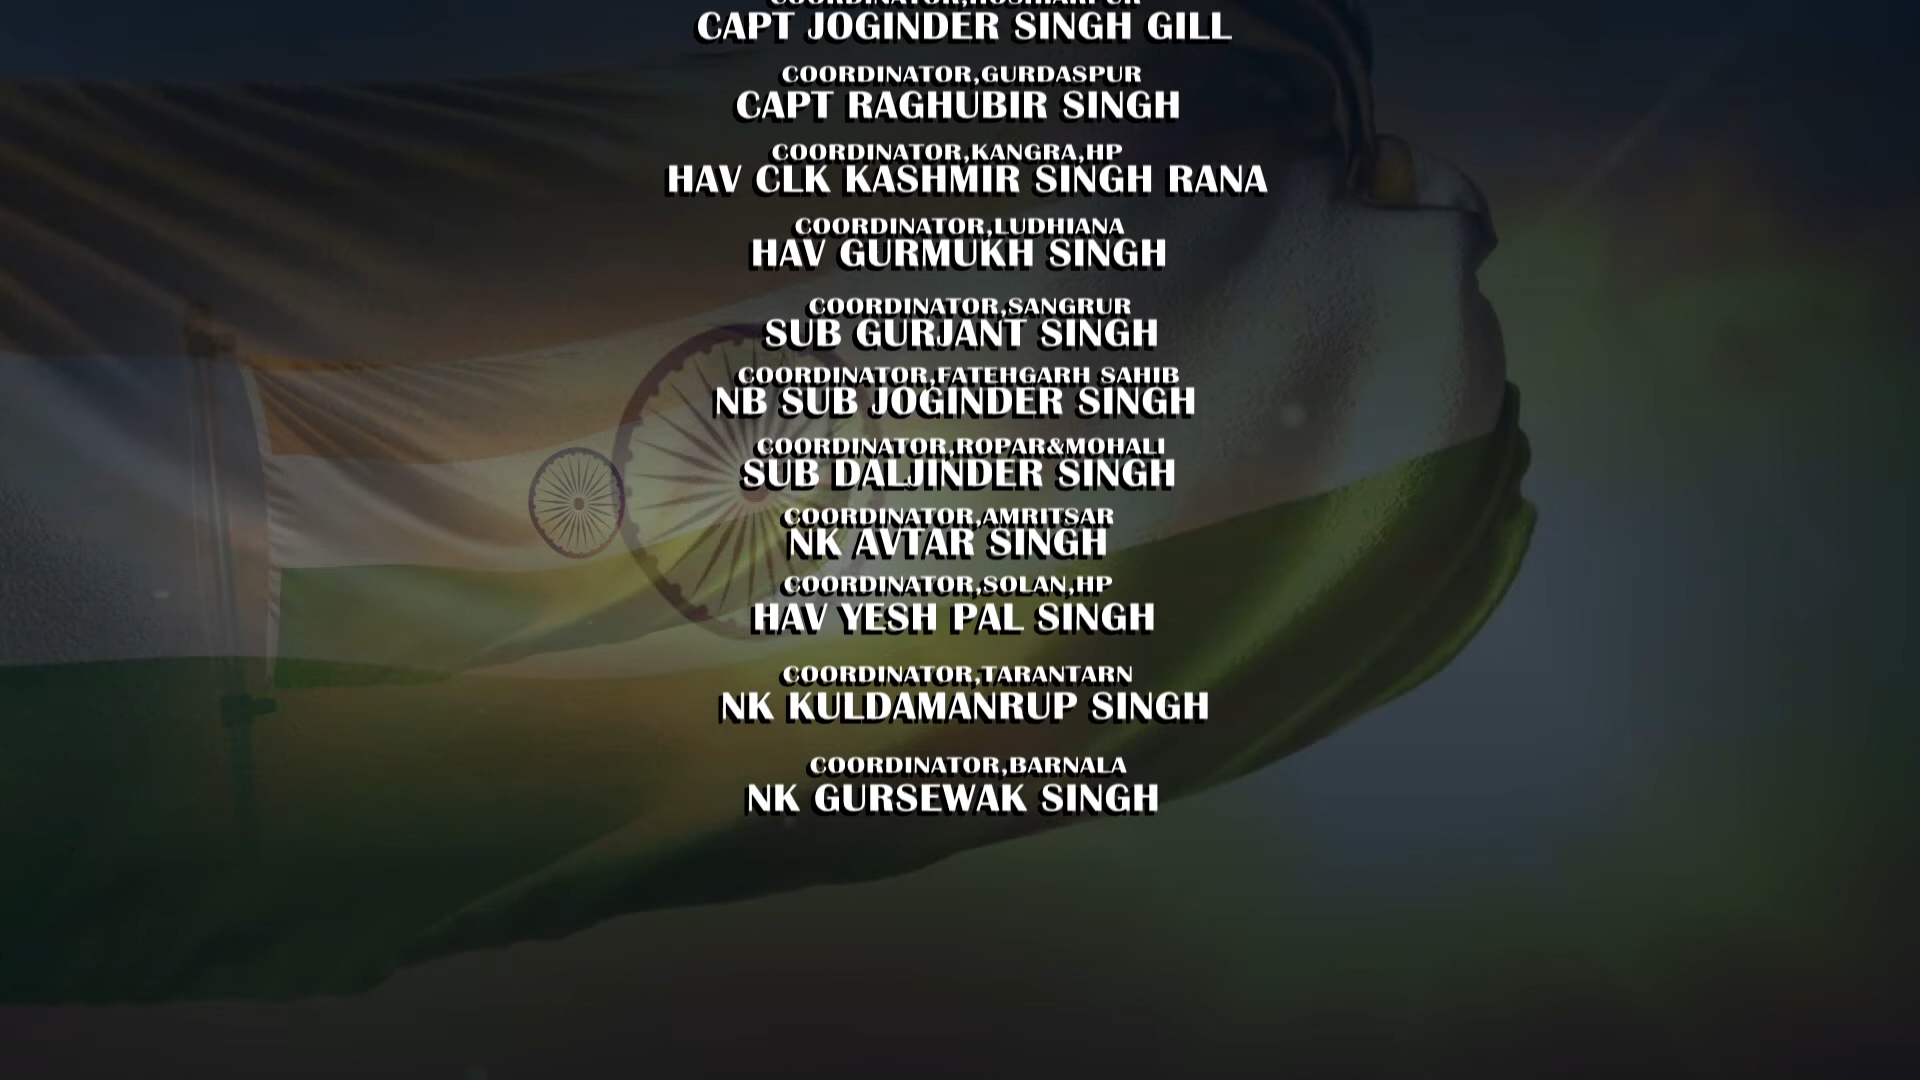 COORDINATOR,HOSHIARPUR
CAPT JOGINDER SINGH GILL
COORDINATOR,GURDASPUR
CAPT RAGHUBIR SINGH
COORDINATOR,KANGRA,HP
HAV CLK KASHMIR SINGH RANA
COORDINATOR,LUDHIANA
HAV GURMUKH SINGH
COORDINATOR,SANGRUR
SUB GURJANT SINGH
COORDINATOR,FATEHGARH SAHIB
NB SUB JOGINDER SINGH
COORDINATOR,ROPAR&MOHALI
SUB DALJINDER SINGH
COORDINATOR,AMRITSAR
NK AVTAR SINGH
COORDINATOR,SOLAN,HP
HAV YESH PAL SINGH
COORDINATOR,TARANTARN
NK KULDAMANRUP SINGH
COORDINATOR,BARNALA
NK GURSEWAK SINGH